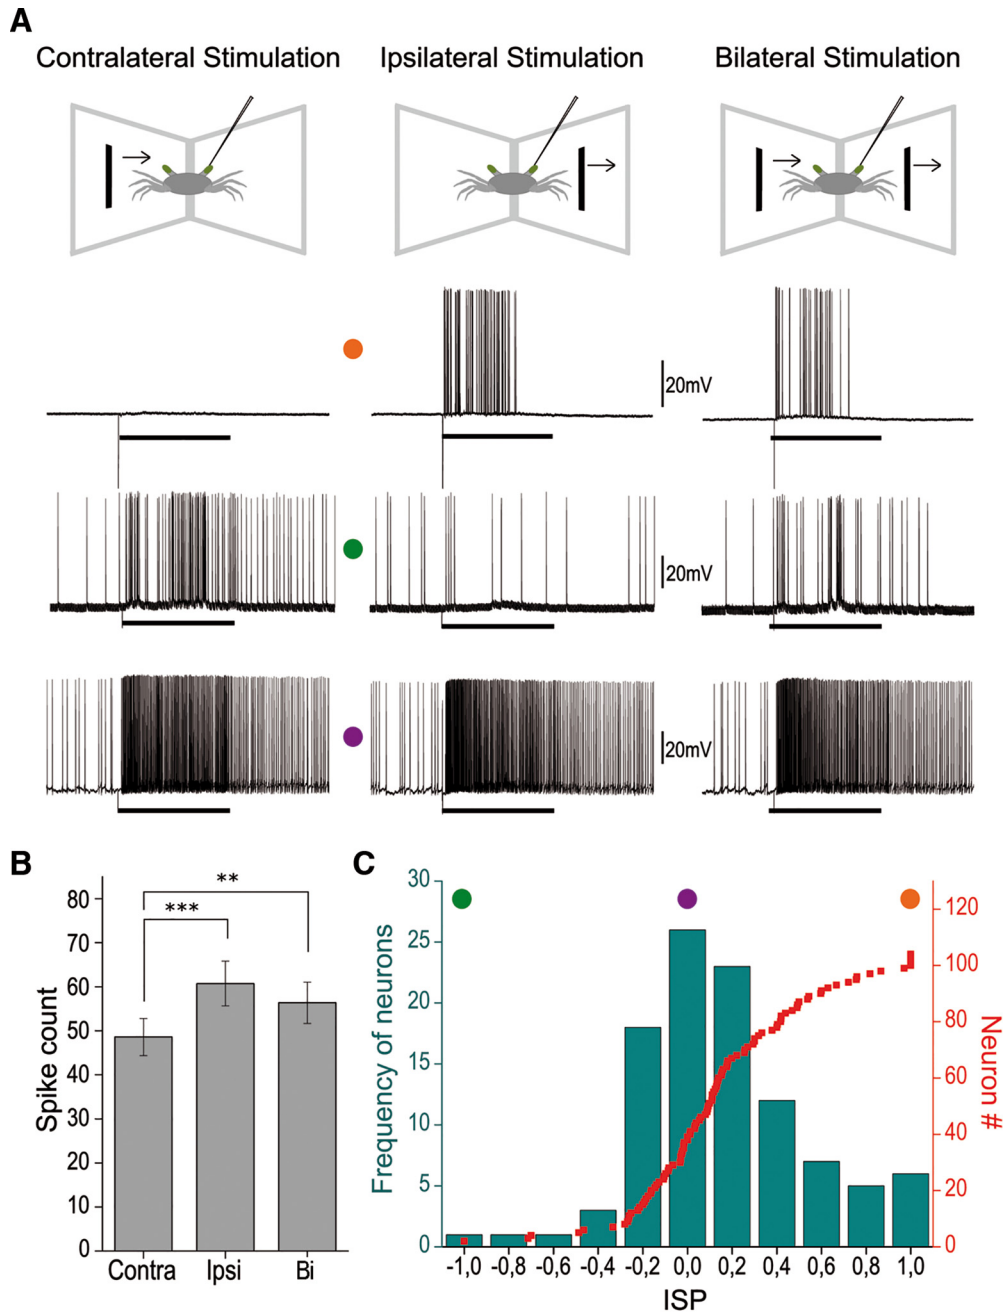 A
Contralateral Stimulation
Ipsilateral Stimulation
Bilateral Stimulation
20mV
20mV
20mV
B
Spike count
80
70
60
50
40
30
20
10
0
**
***
Contra Ipsi Bi
C
Frequency of neurons
30
25
20
15
10
5
0
120
100
80
60
40
20
0
Neuron #
-1,0 -0,8 -0,6 -0,4 -0,2 0,0 0,2 0,4 0,6 0,8 1,0
ISP